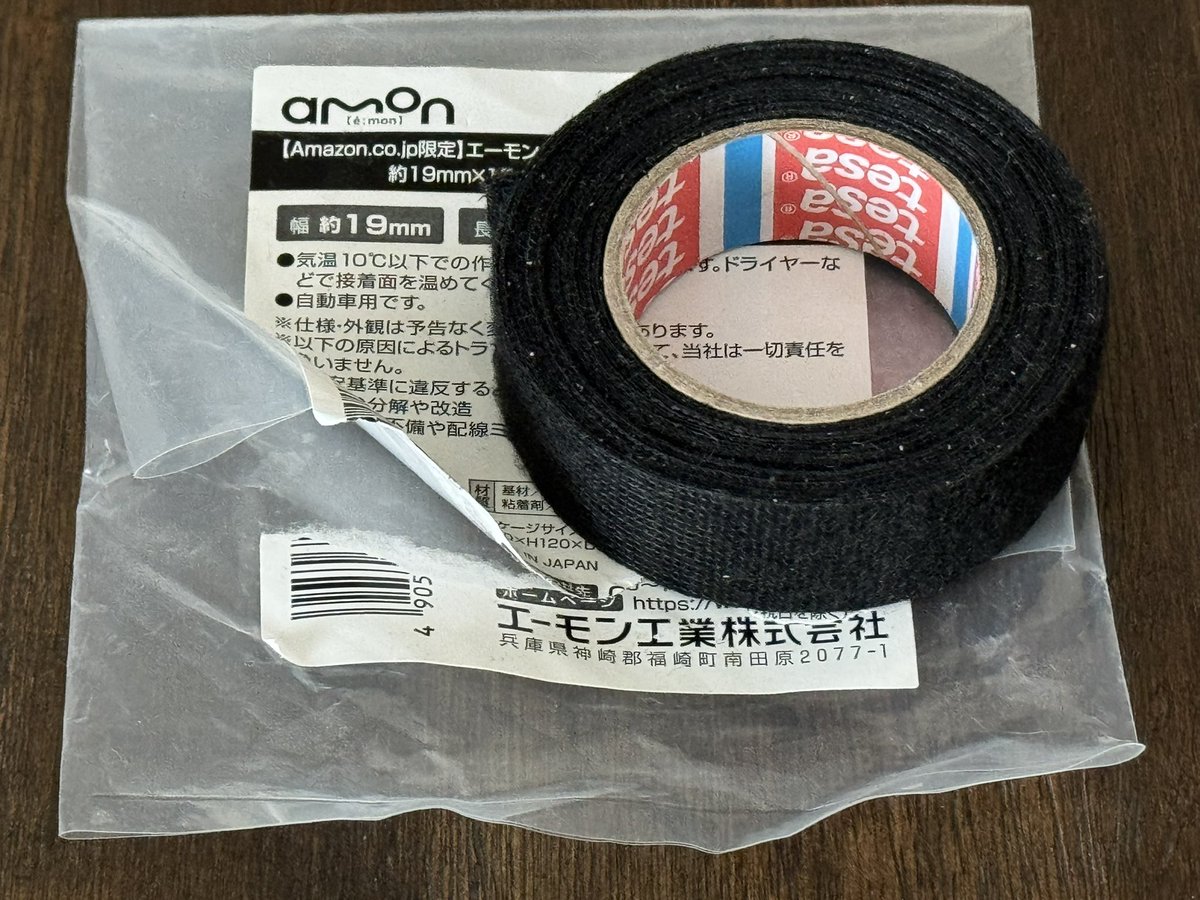 amon
[é:mon]
【Amazon.co.jp限定】エーモン
約19mm×
幅 約19mm 長
●気温10℃以下での作 す。ドライヤーな
どで接着面を温めて
●自動車用です。
※仕様・外観は予告なく変 あります。
※以下の原因によるトラ て、当社は一切責任を
いません。
基準に違反する
分解や改造
備や配線ミ
材質 基材/
粘着剤
ケージサイズ
×H120×D
IN JAPAN
ホームページ https://
エーモン工業株式会社
兵庫県神崎郡福崎町南田原2077-1
4 905
tesa
tesa
tesa
tesa
tesa
tesa
tesa